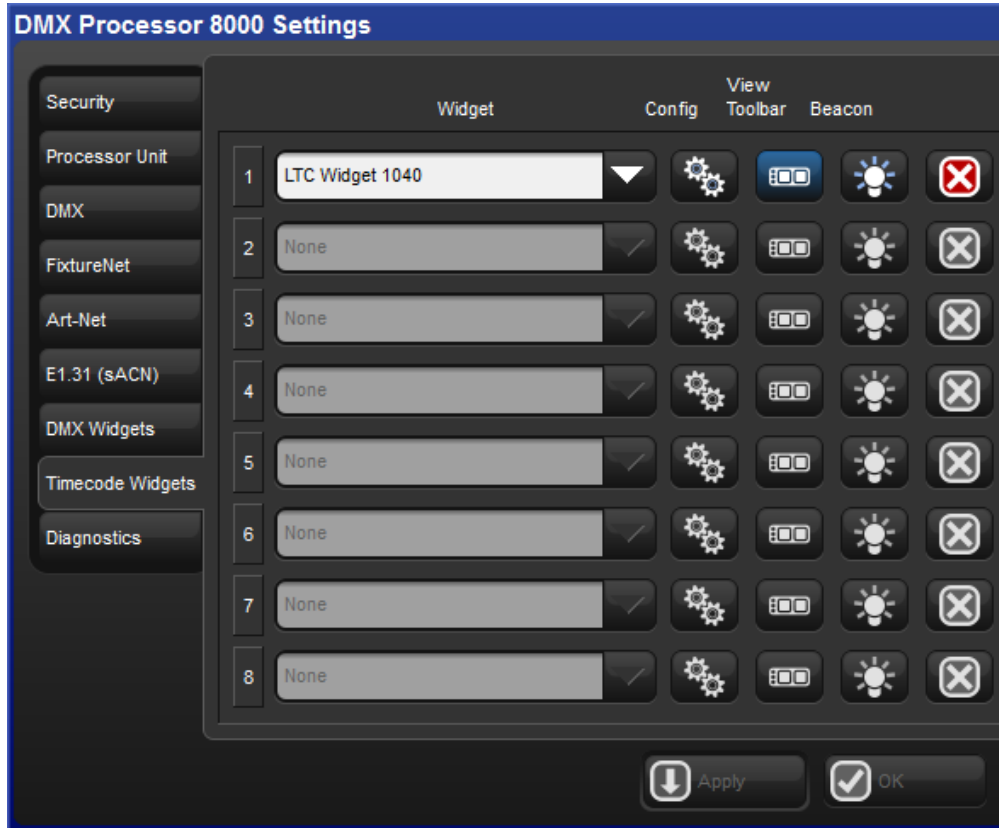 DMX Processor 8000 Settings
Security
Processor Unit
DMX
FixtureNet
Art-Net
E1.31 (sACN)
DMX Widgets
Timecode Widgets
Diagnostics
Widget
Config
View Toolbar
Beacon
1 LTC Widget 1040
2 None
3 None
4 None
5 None
6 None
7 None
8 None
Apply
OK